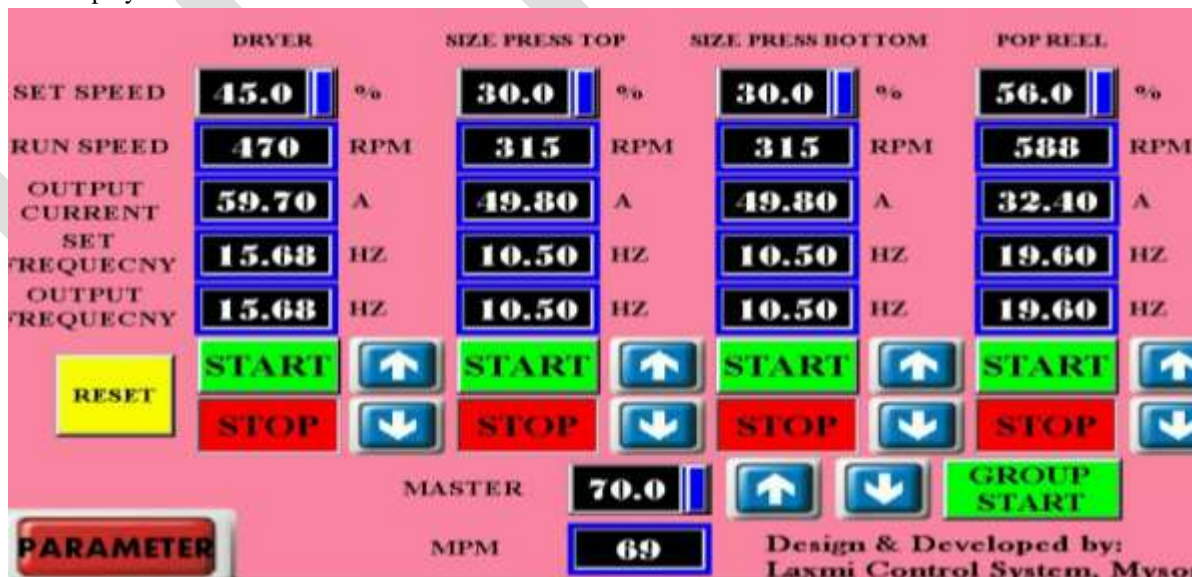 DRYER SIZE PRESS TOP SIZE PRESS BOTTOM POP REEL
SET SPEED 45.0 % 30.0 % 30.0 % 56.0 %
RUN SPEED 470 RPM 315 RPM 315 RPM 588 RPM
OUTPUT
CURRENT 59.70 A 49.80 A 49.80 A 32.40 A
SET
FREQUECNY 15.68 HZ 10.50 HZ 10.50 HZ 19.60 HZ
OUTPUT
FREQUECNY 15.68 HZ 10.50 HZ 10.50 HZ 19.60 HZ
START START START START
RESET
STOP STOP STOP STOP
MASTER 70.0 GROUP
START
PARAMETER MPM 69 Design & Developed by:
Laxmi Control System,